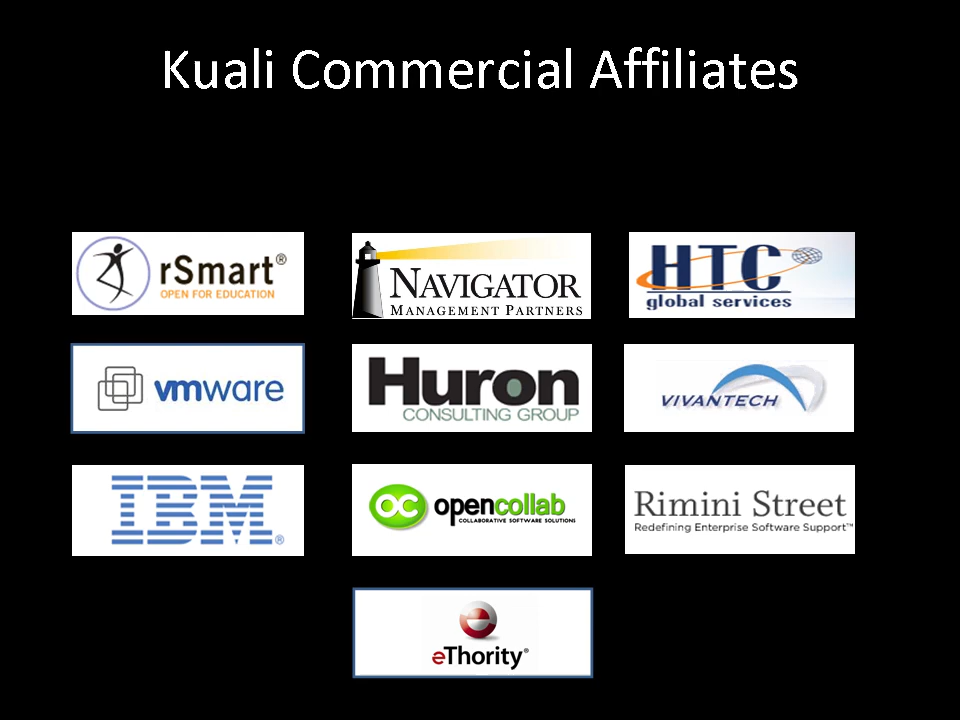 Kuali Commercial Affiliates
rSmart®
OPEN FOR EDUCATION
NAVIGATOR
MANAGEMENT PARTNERS
HTC
global services
vmware
Huron
CONSULTING GROUP
VIVANTECH
IBM®
OC opencollab
COLLABORATIVE SOFTWARE SOLUTIONS
Rimini Street
Redefining Enterprise Software Support™
eThority®